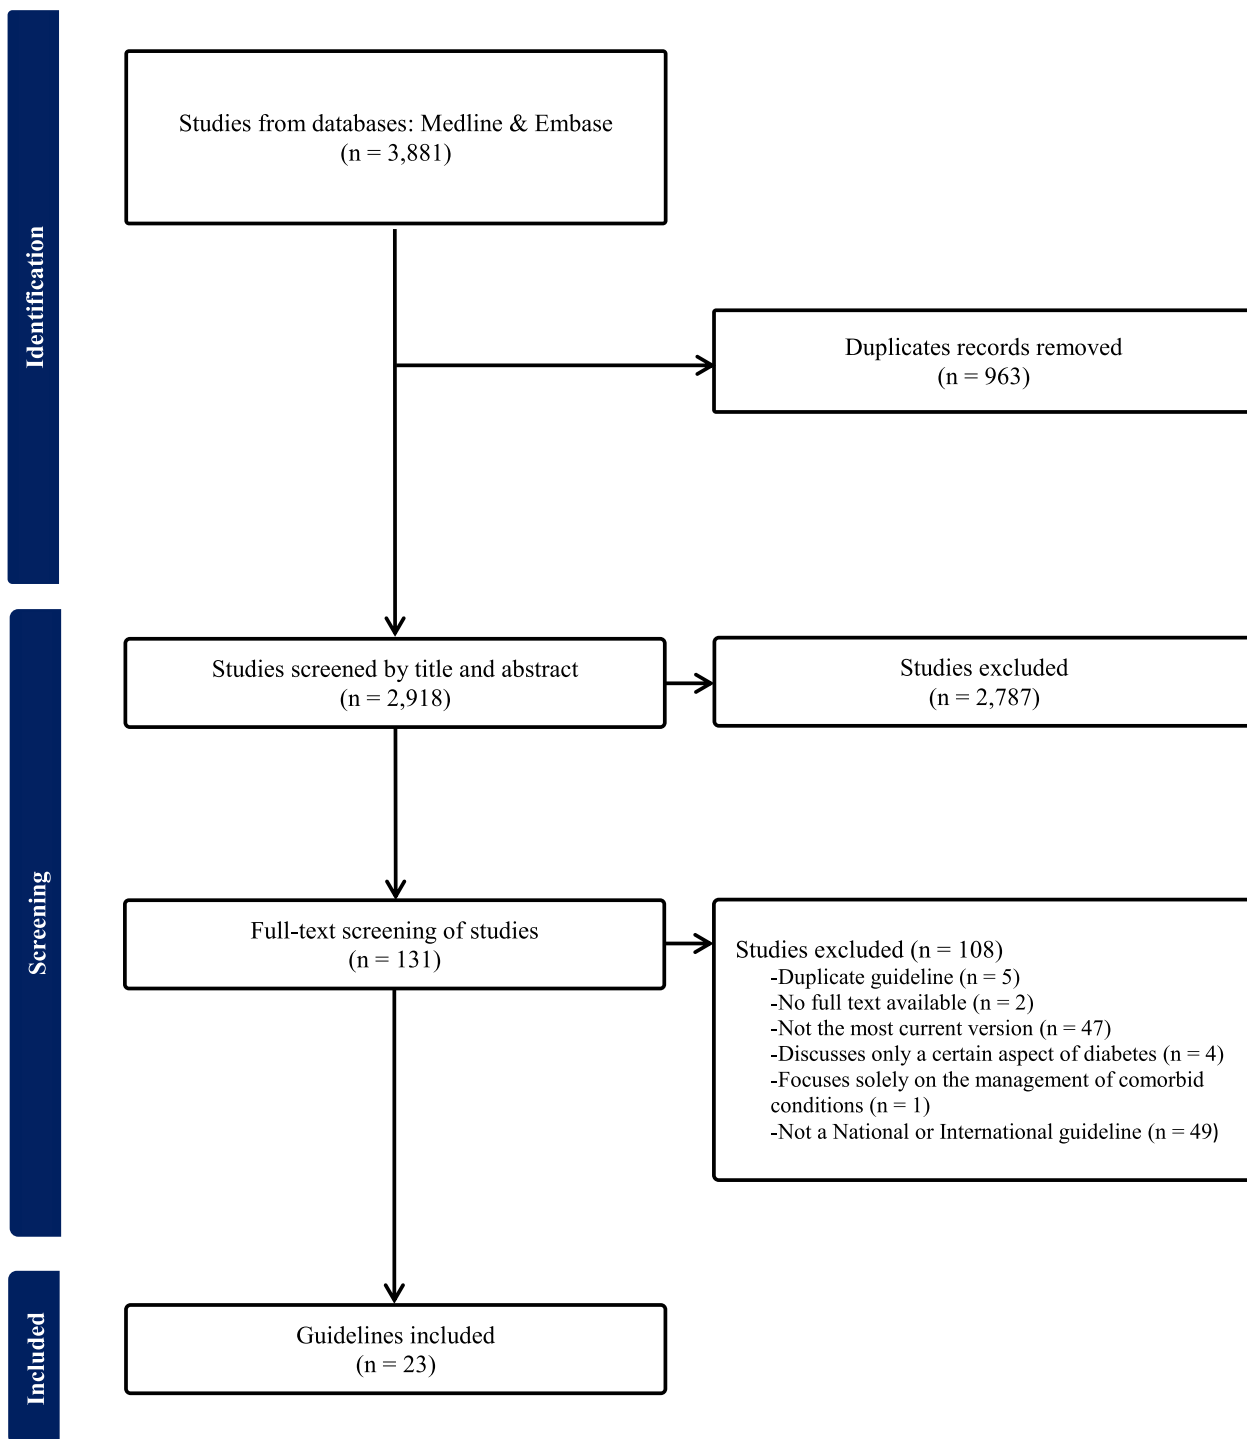 Identification
Studies from databases: Medline & Embase
(n = 3,881)
Duplicates records removed
(n = 963)
Screening
Studies screened by title and abstract
(n = 2,918)
Studies excluded
(n = 2,787)
Full-text screening of studies
(n = 131)
Studies excluded (n = 108)
-Duplicate guideline (n = 5)
-No full text available (n = 2)
-Not the most current version (n = 47)
-Discusses only a certain aspect of diabetes (n = 4)
-Focuses solely on the management of comorbid
conditions (n = 1)
-Not a National or International guideline (n = 49)
Included
Guidelines included
(n = 23)